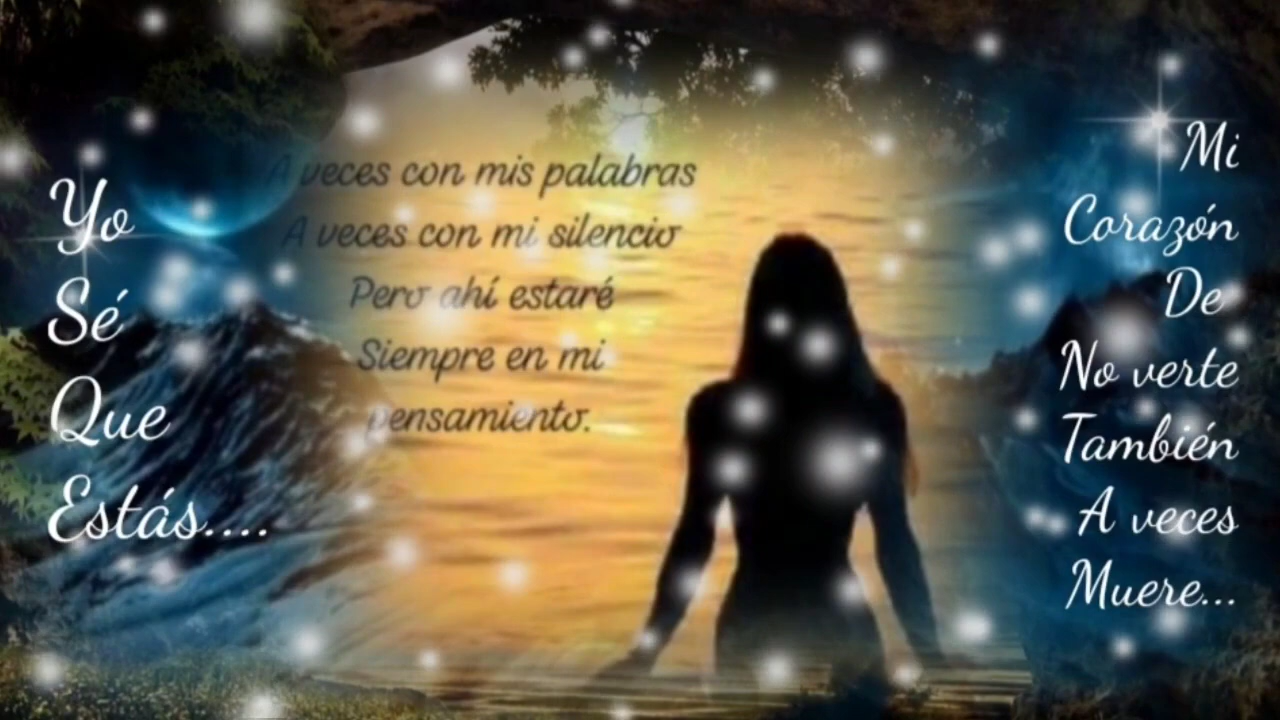 Yo
Sé
Que
Estás....
A veces con mis palabras
A veces con mi silencio
Pero ahí estaré
Siempre en mi
pensamiento.
Mi
Corazón
De
No verte
También
A veces
Muere...